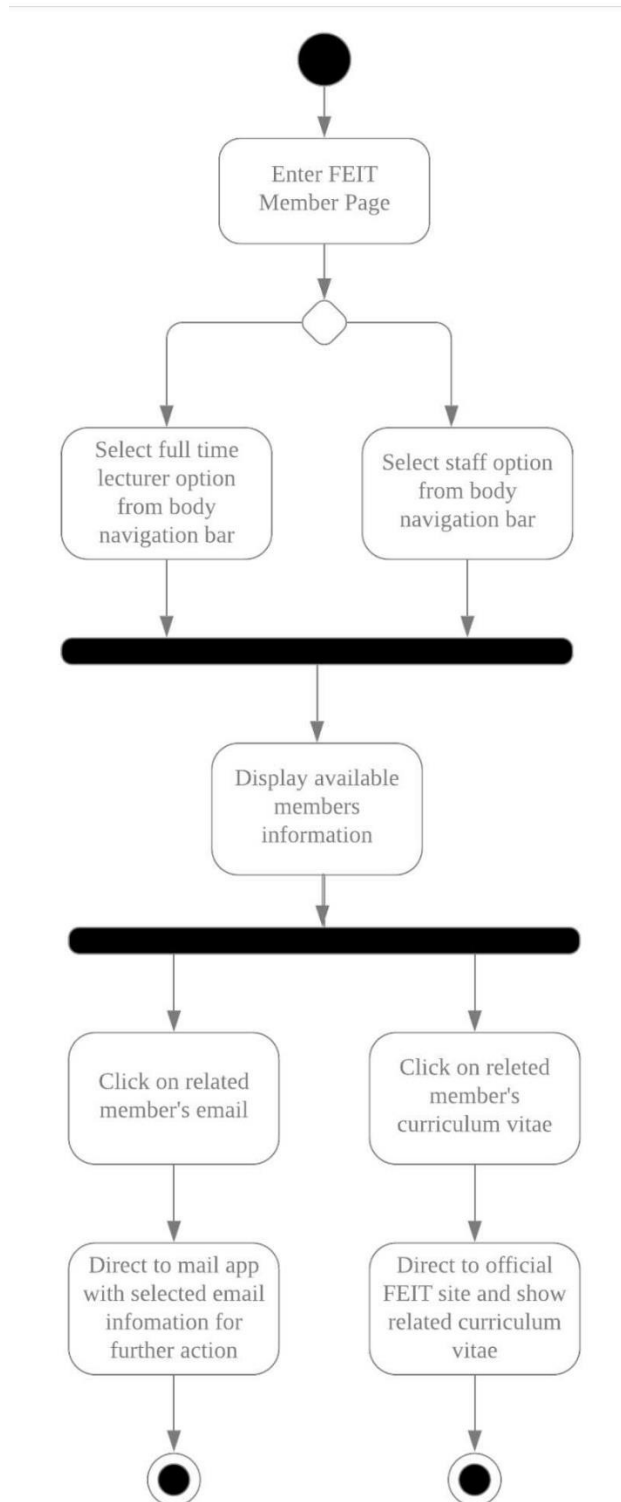 Enter FEIT
Member Page
Select full time
lecturer option
from body
navigation bar
Select staff option
from body
navigation bar
Display available
members
information
Click on related
member's email
Click on releted
member's
curriculum vitae
Direct to mail app
with selected email
infomation for
further action
Direct to official
FEIT site and show
related curriculum
vitae